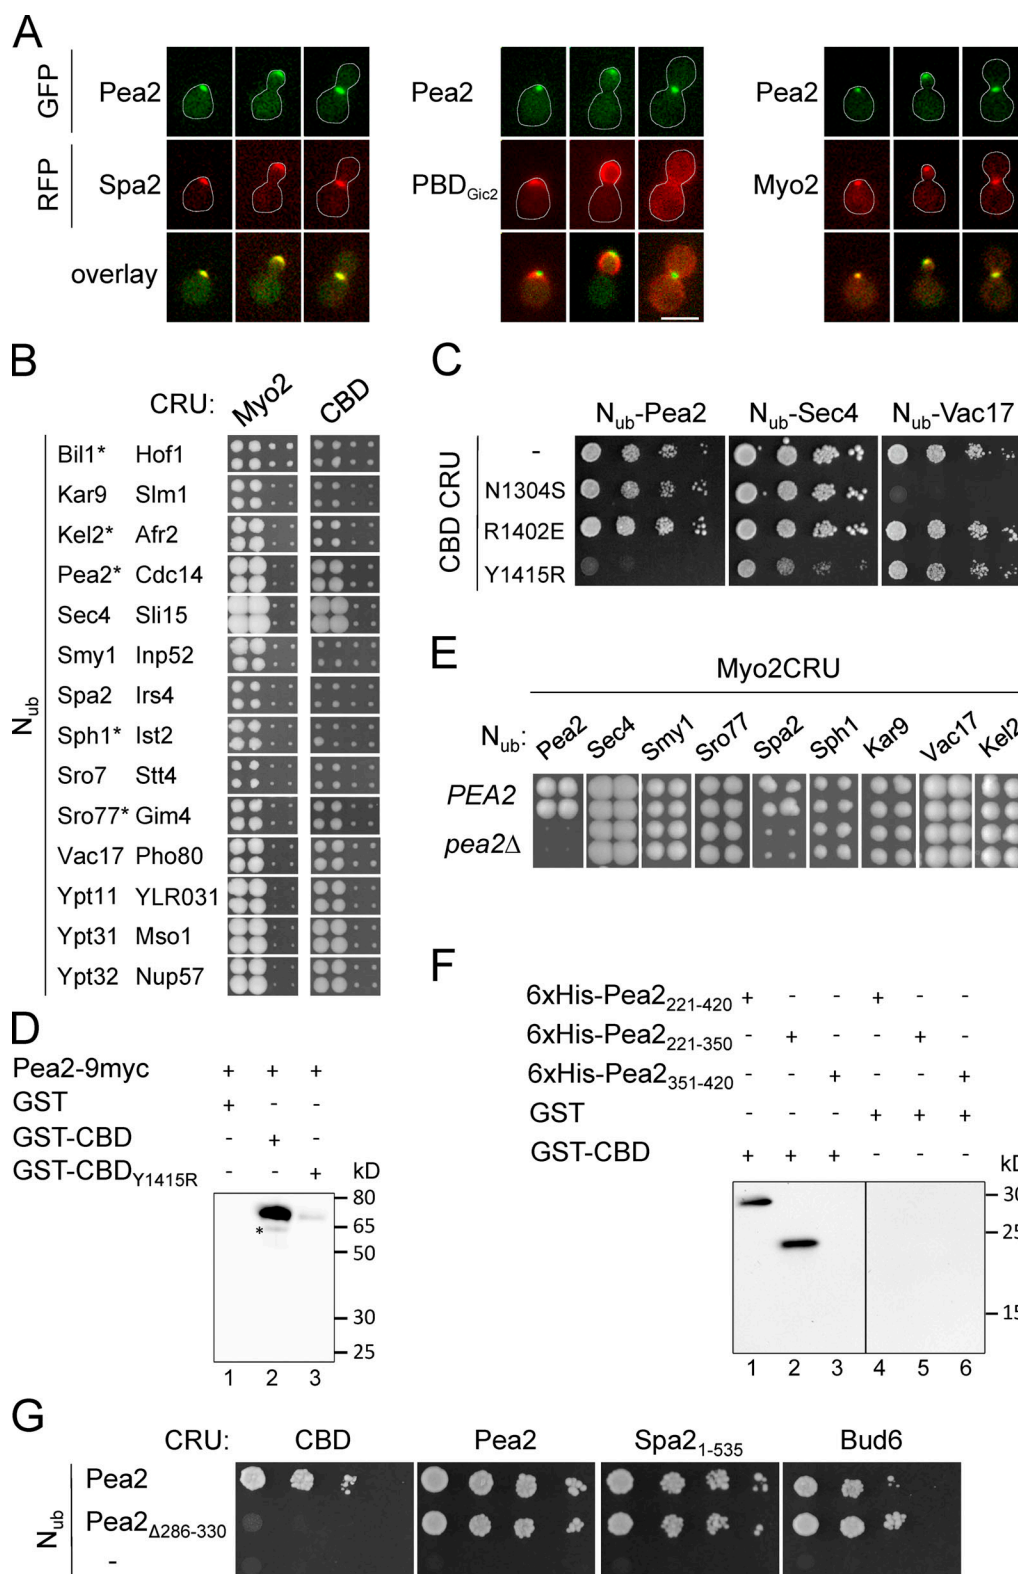 A
GFP
RFP
Pea2
Pea2
Pea2
Spa2
PBDGic2
Myo2
overlay
B
CRU: Myo2 CBD
Nub
Bil1* Hof1
Kar9 Slm1
Kel2* Afr2
Pea2* Cdc14
Sec4 Sli15
Smy1 Inp52
Spa2 Irs4
Sph1* Ist2
Sro7 Stt4
Sro77* Gim4
Vac17 Pho80
Ypt11 YLR031
Ypt31 Mso1
Ypt32 Nup57
C
Nub-Pea2 Nub-Sec4 Nub-Vac17
CBD CRU
-
N1304S
R1402E
Y1415R
D
Pea2-9myc + + +
GST + - -
GST-CBD - + -
GST-CBDY1415R - - +
kD
80
65
50
30
25
*
1 2 3
E
Myo2CRU
Nub: Pea2 Sec4 Smy1 Sro77 Spa2 Sph1 Kar9 Vac17 Kel2
PEA2
pea2Δ
F
6xHis-Pea2221-420 + - - + - -
6xHis-Pea2221-350 - + - - + -
6xHis-Pea2351-420 - - + - - +
GST - - - + + +
GST-CBD + + + - - -
25
15
1 2 3 4 5 6
G
CRU: CBD Pea2 Spa21-535 Bud6
Nub
Pea2
Pea2Δ286-330
-